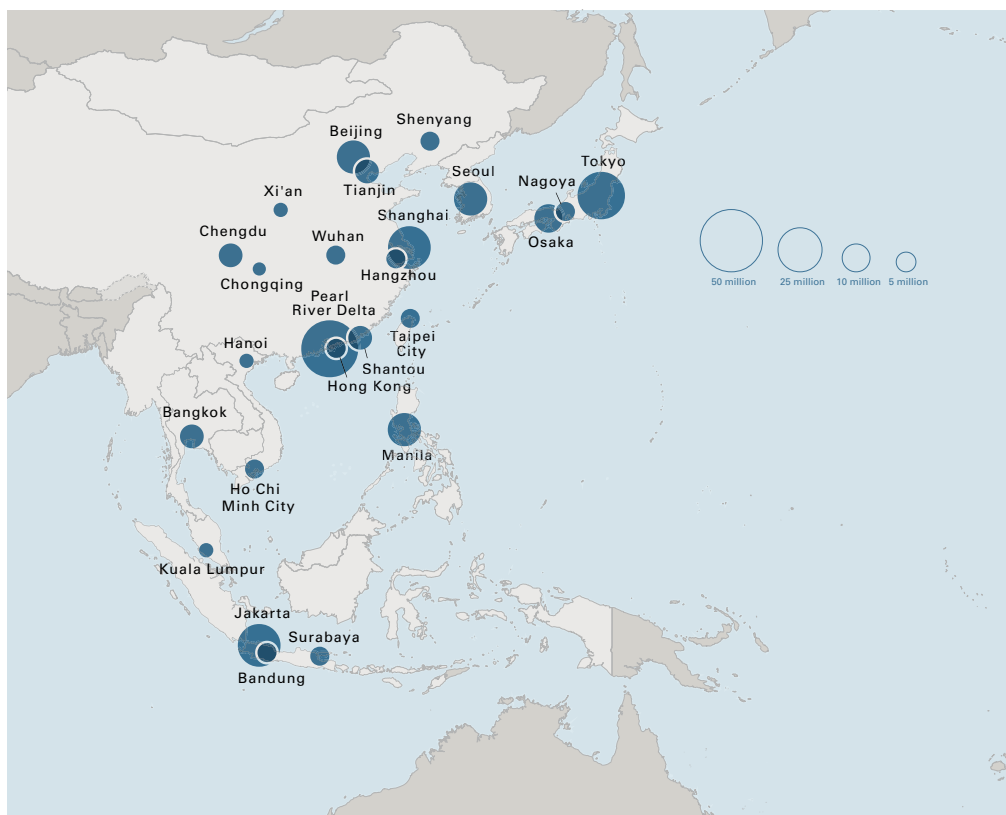 Shenyang
Beijing
Tokyo
Seoul
Nagoya
Tianjin
Xi'an
Shanghai
Chengdu
Wuhan
Osaka
Hangzhou
Chongqing
50 million
25 million
10 million
5 million
Pearl
River Delta
Taipei
City
Hanoi
Shantou
Hong Kong
Bangkok
Manila
Ho Chi
Minh City
Kuala Lumpur
Jakarta
Surabaya
Bandung